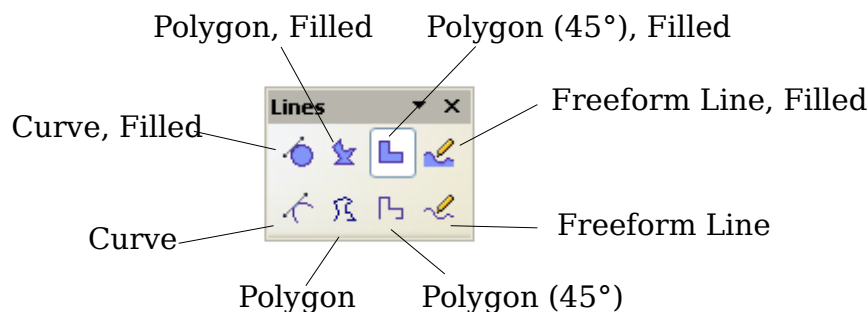 Polygon, Filled
Polygon (45°), Filled
Lines
Freeform Line, Filled
Curve, Filled
Curve
Freeform Line
Polygon
Polygon (45°)